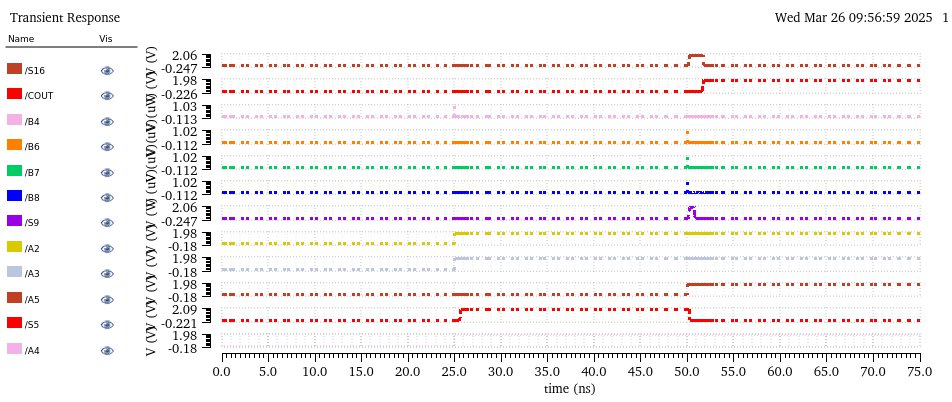 Transient Response
Wed Mar 26 09:56:59 2025 1
Name Vis
/S16
/COUT
/B4
/B6
/B7
/B8
/S9
/A2
/A3
/A5
/S5
/A4
2.06
-0.247
1.98
-0.226
1.03
-0.113
1.02
-0.112
1.02
-0.112
1.02
-0.112
2.06
-0.247
1.98
-0.18
1.98
-0.18
1.98
-0.18
2.09
-0.221
1.98
-0.18
V (V)
0.0 5.0 10.0 15.0 20.0 25.0 30.0 35.0 40.0 45.0 50.0 55.0 60.0 65.0 70.0 75.0
time (ns)